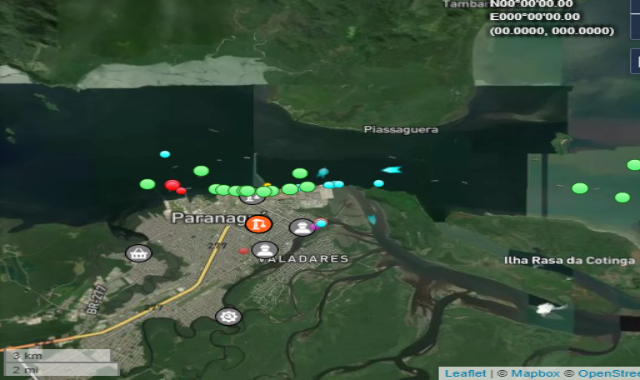 Tambar
N00°00'00.00
E000°00'00.00
(00.0000, 000.0000)
Piassaguera
Paranag
277
VALADARES
Ilha Rasa da Cotinga
BR-277
3 km
2 mi
Leaflet | © Mapbox © OpenStre